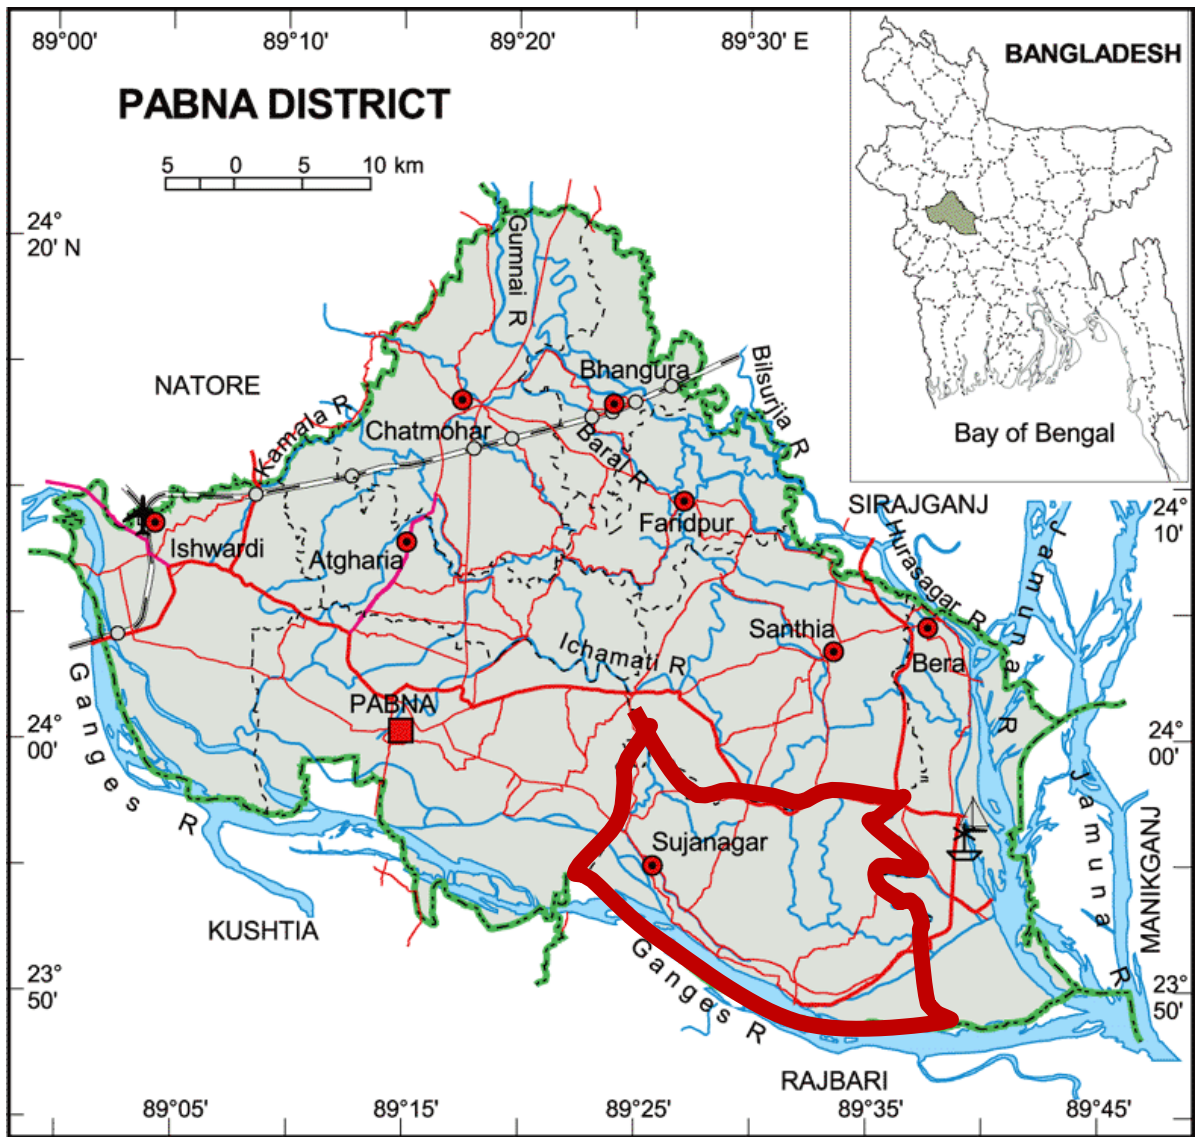 89°00'
89°10'
89°20'
89°30' E
BANGLADESH
PABNA DISTRICT
5 0 5 10 km
24°
20' N
Gumnai R
NATORE
Bhangura
Bilsurjia R
Kamala R
Chatmohar
Baral R
Bay of Bengal
SIRAJGANJ
24°
10'
Faridpur
Ishwardi
Atgharia
Hurasagar R
Jamuna R
Santhia
Bera
Ichamati R
Ganges R
PABNA
24°
00'
24°
00'
Jamuna R
MANIKGANJ
Sujanagar
KUSHTIA
Ganges R
23°
50'
23°
50'
RAJBARI
89°05'
89°15'
89°25'
89°35'
89°45'